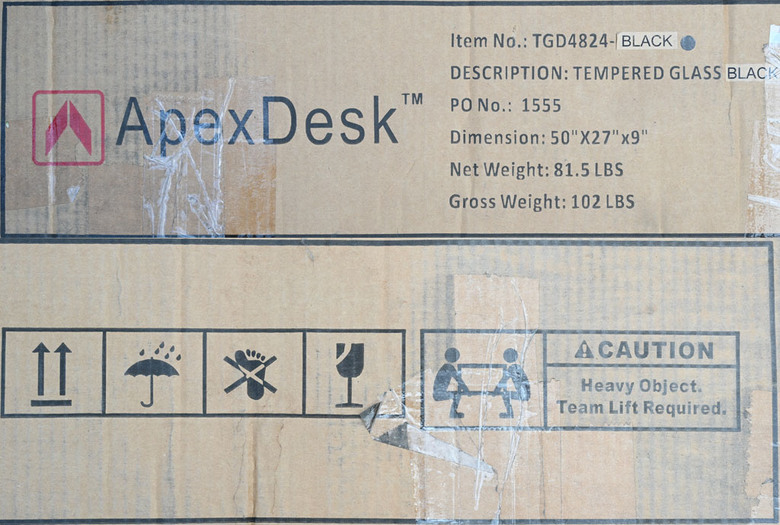 ApexDesk™
Item No.: TGD4824-BLACK
DESCRIPTION: TEMPERED GLASS BLACK
PO No.: 1555
Dimension: 50"X27"x9"
Net Weight: 81.5 LBS
Gross Weight: 102 LBS
CAUTION
Heavy Object.
Team Lift Required.